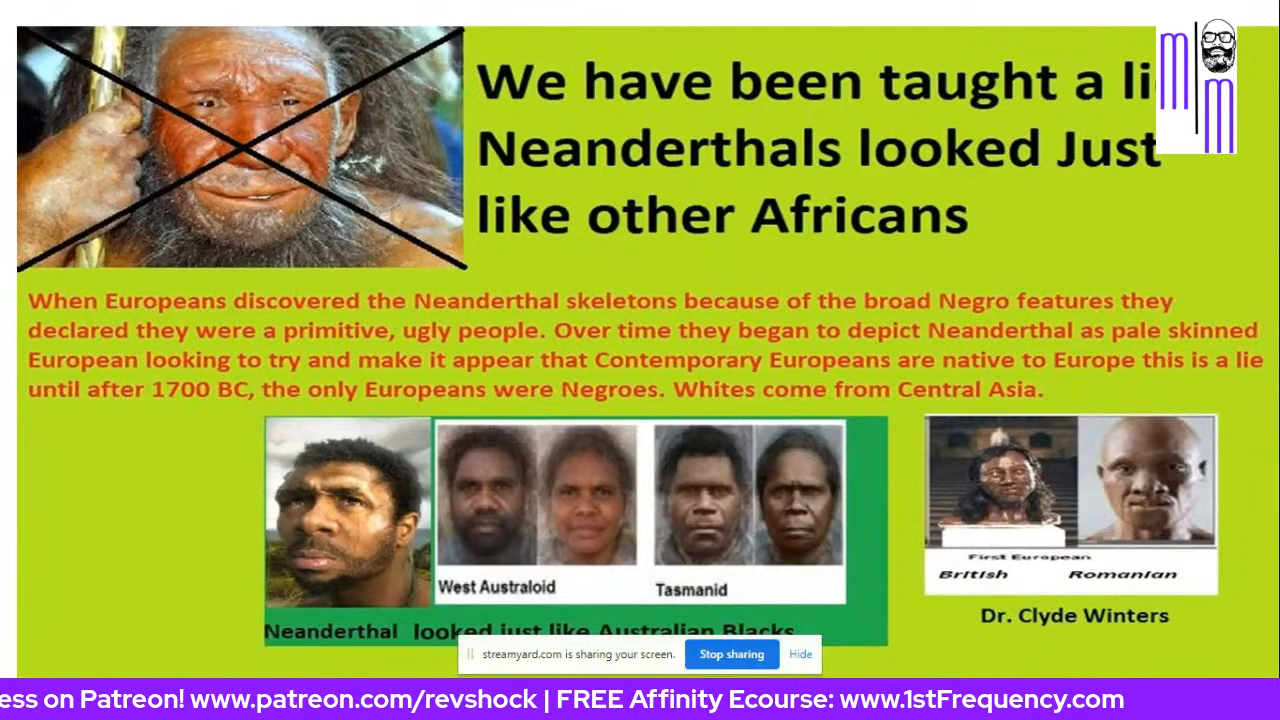 We have been taught a li
Neanderthals looked Just
like other Africans
When Europeans discovered the Neanderthal skeletons because of the broad Negro features they
declared they were a primitive, ugly people. Over time they began to depict Neanderthal as pale skinned
European looking to try and make it appear that Contemporary Europeans are native to Europe this is a lie
until after 1700 BC, the only Europeans were Negroes. Whites come from Central Asia.
West Australoid
Tasmanid
Neanderthal looked just like Australian Blacks
First European
British Romanian
Dr. Clyde Winters
streamyard.com is sharing your screen. Stop sharing Hide
ess on Patreon! www.patreon.com/revshock | FREE Affinity Ecourse: www.1stFrequency.com
m
m